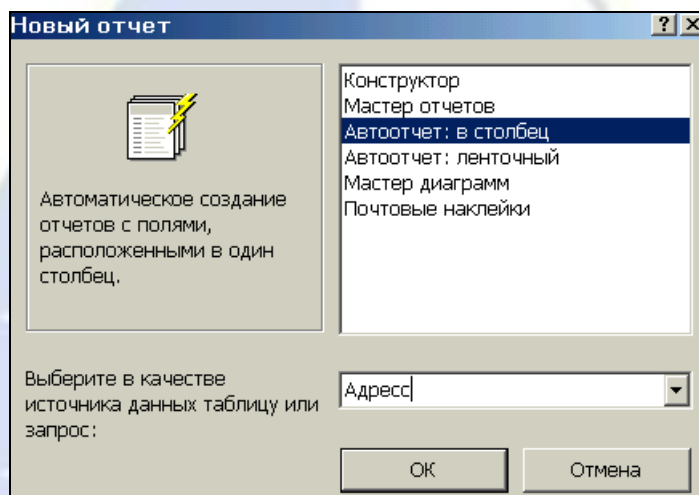 Новый отчет
Автоматическое создание
отчетов с полями,
расположенными в один
столбец.
Конструктор
Мастер отчетов
Автоотчет: в столбец
Автоотчет: ленточный
Мастер диаграмм
Почтовые наклейки
Выберите в качестве
источника данных таблицу или
запрос:
Адресс
ОК
Отмена